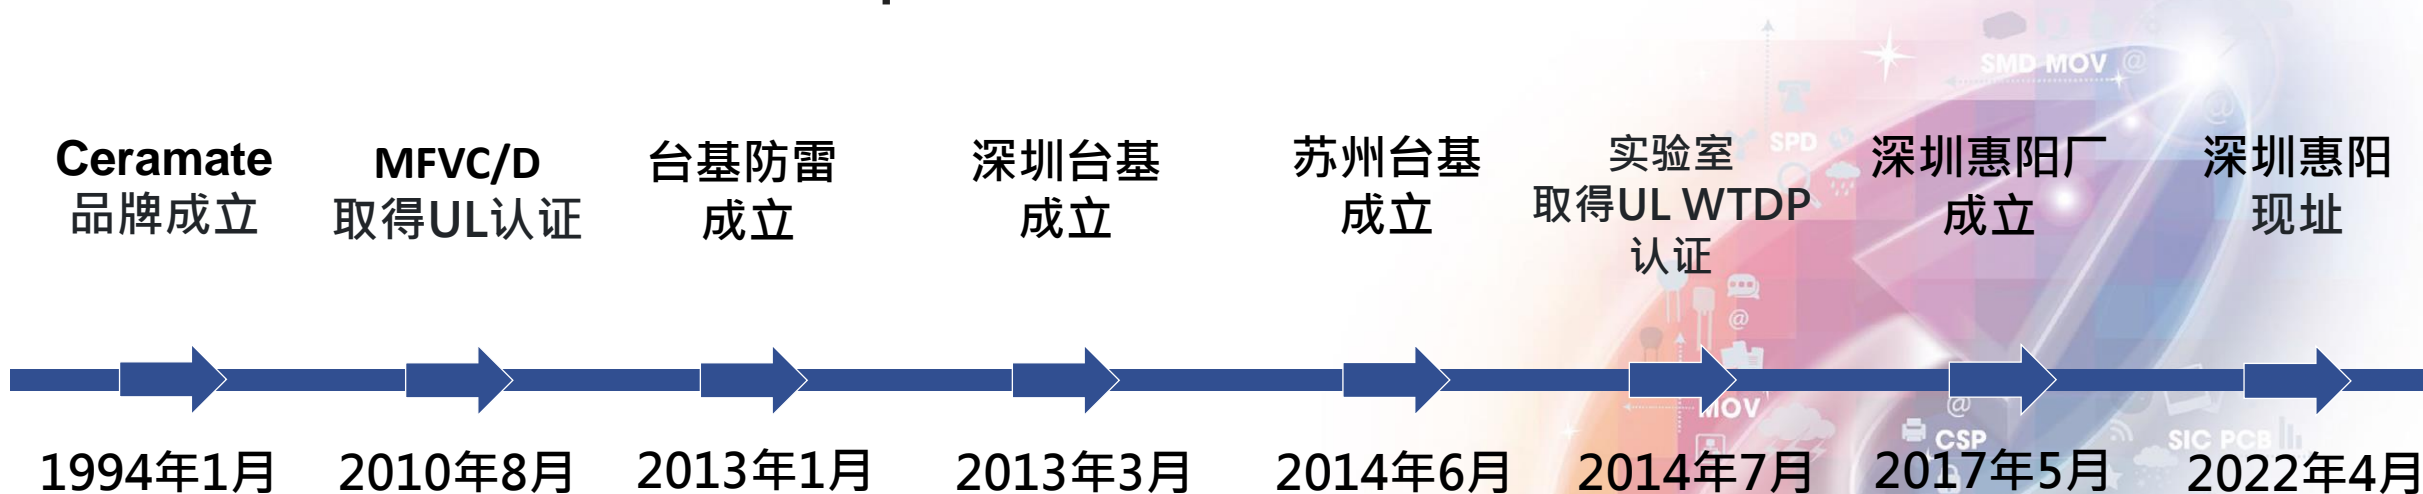 SMD MOV
SPD
Ceramate
品牌成立
MFVC/D
取得UL认证
台基防雷
成立
深圳台基
成立
苏州台基
成立
实验室
取得UL WTDP
认证
深圳惠阳厂
成立
深圳惠阳
现址
@
@
@
MOV
@
CSP
SIC PCB
1994年1月
2010年8月
2013年1月
2013年3月
2014年6月
2014年7月
2017年5月
2022年4月